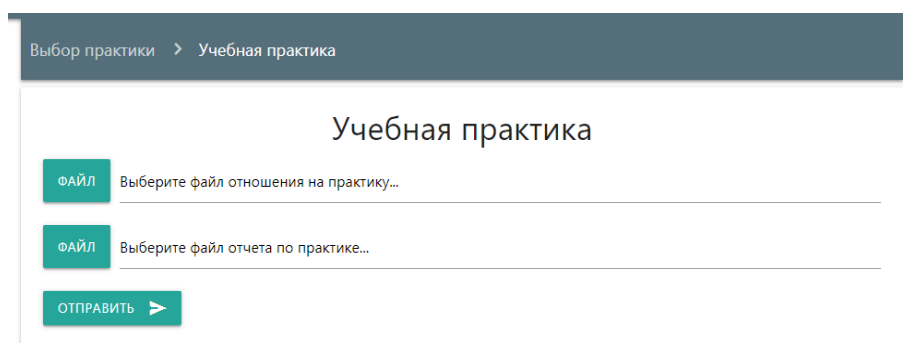 Выбор практики > Учебная практика
Учебная практика
ФАЙЛ Выберите файл отношения на практику...
ФАЙЛ Выберите файл отчета по практике...
ОТПРАВИТЬ